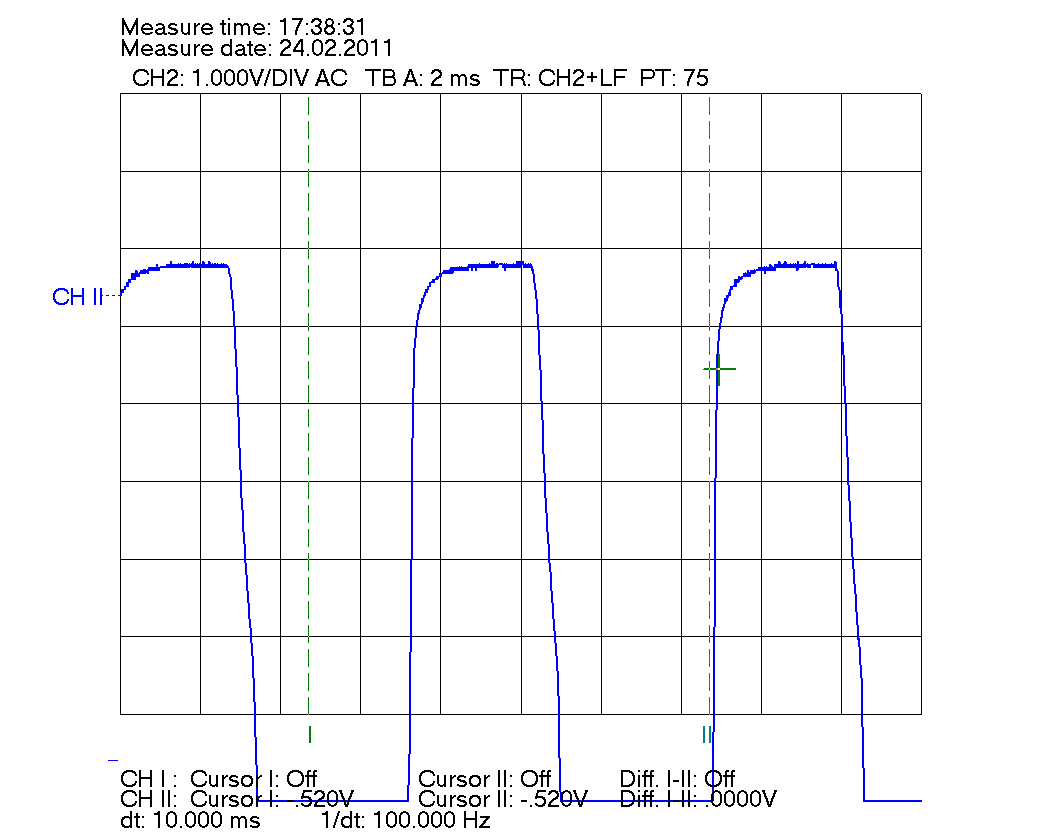 Measure time: 17:38:31
Measure date: 24.02.2011
CH2: 1.000V/DIV AC TB A: 2 ms TR: CH2+LF PT: 75
CH II
I II
CH I : Cursor I: Off Cursor II: Off Diff. I-II: Off
CH II: Cursor I: -.520V Cursor II: -.520V Diff. I-II: .0000V
dt: 10.000 ms 1/dt: 100.000 Hz